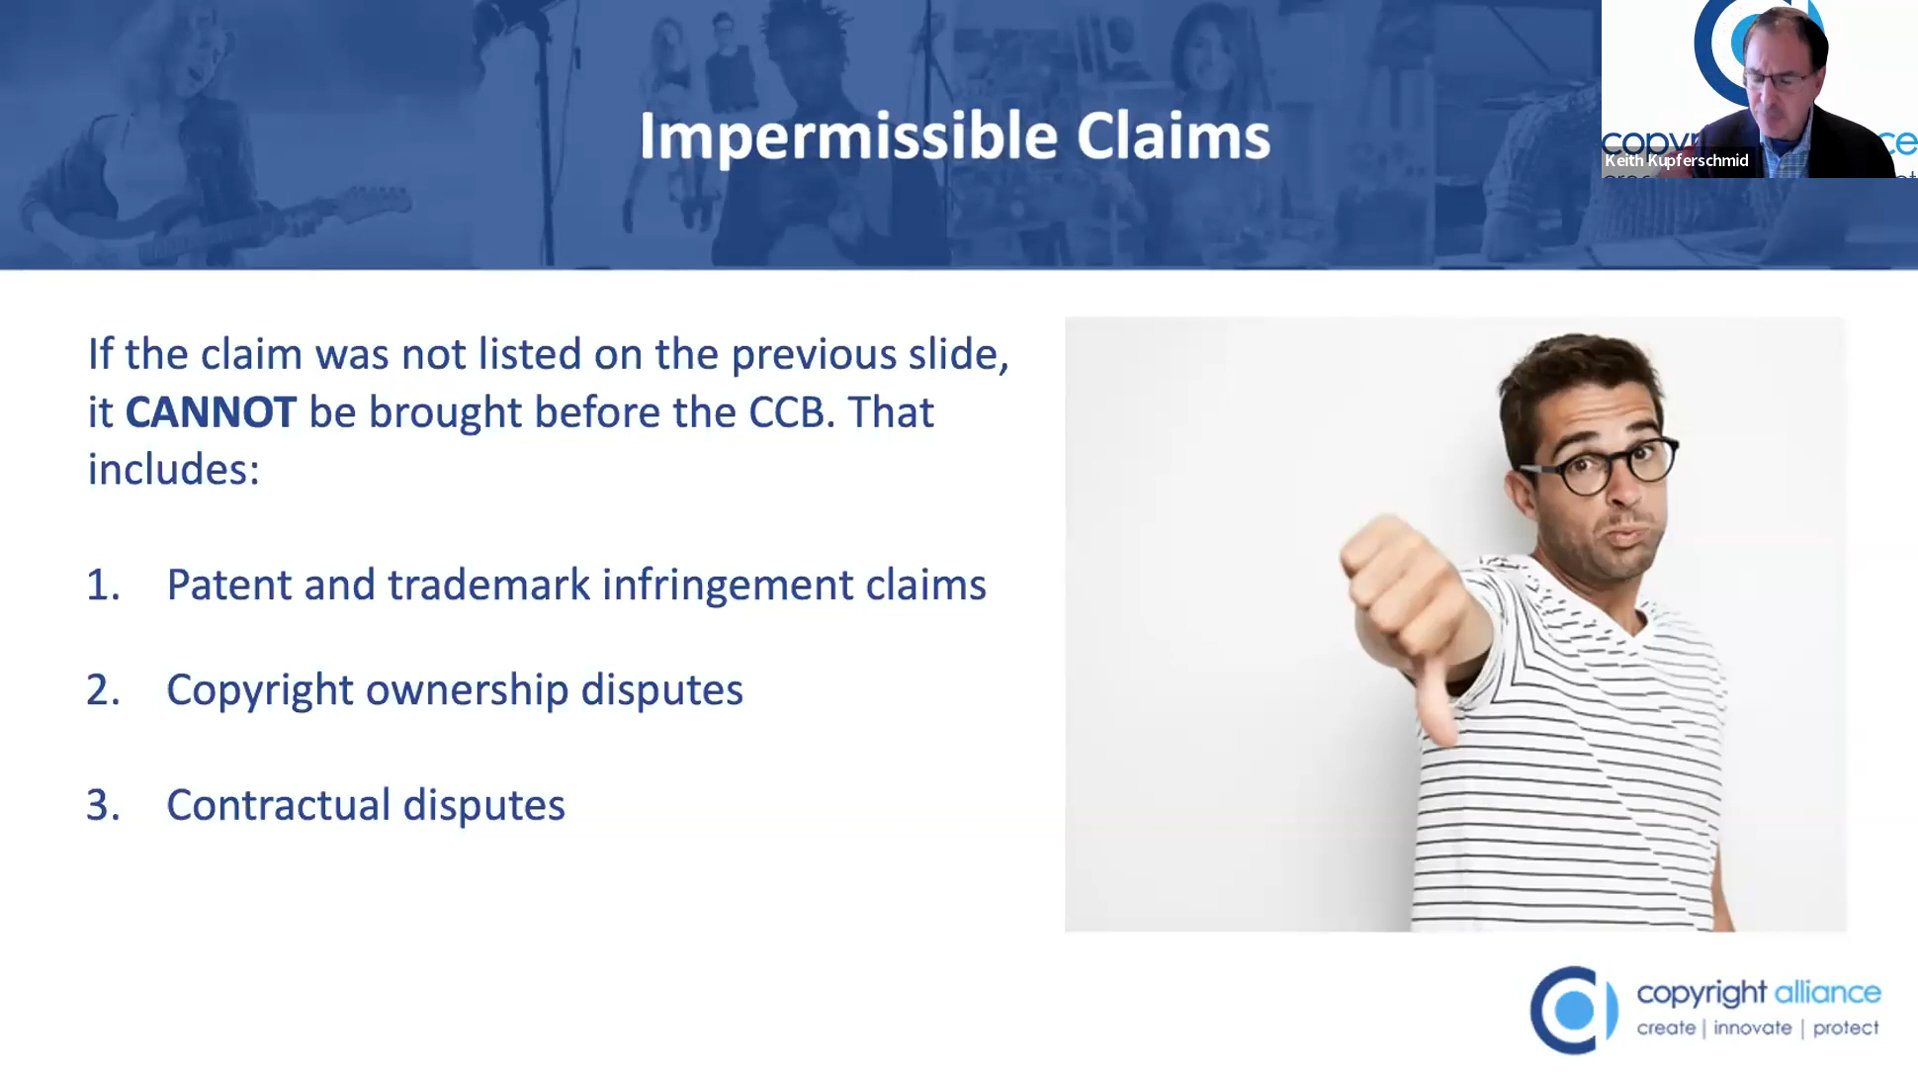 Impermissible Claims
Keith Kupferschmid
If the claim was not listed on the previous slide,
it CANNOT be brought before the CCB. That
includes:
1. Patent and trademark infringement claims
2. Copyright ownership disputes
3. Contractual disputes
copyright alliance
create | innovate | protect